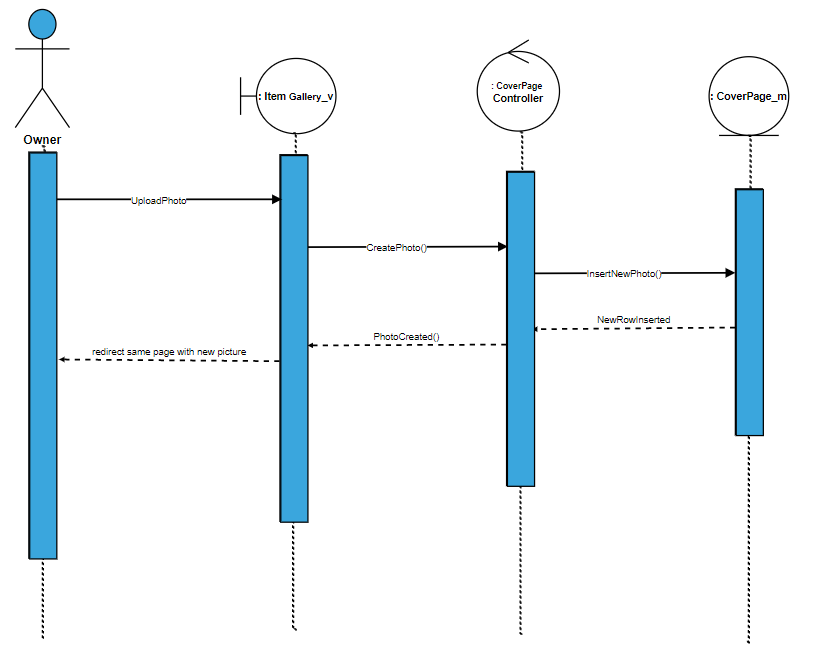 : CoverPage
Controller
: Item Gallery_v
: CoverPage_m
Owner
UploadPhoto
CreatePhoto()
InsertNewPhoto()
NewRowInserted
PhotoCreated()
redirect same page with new picture